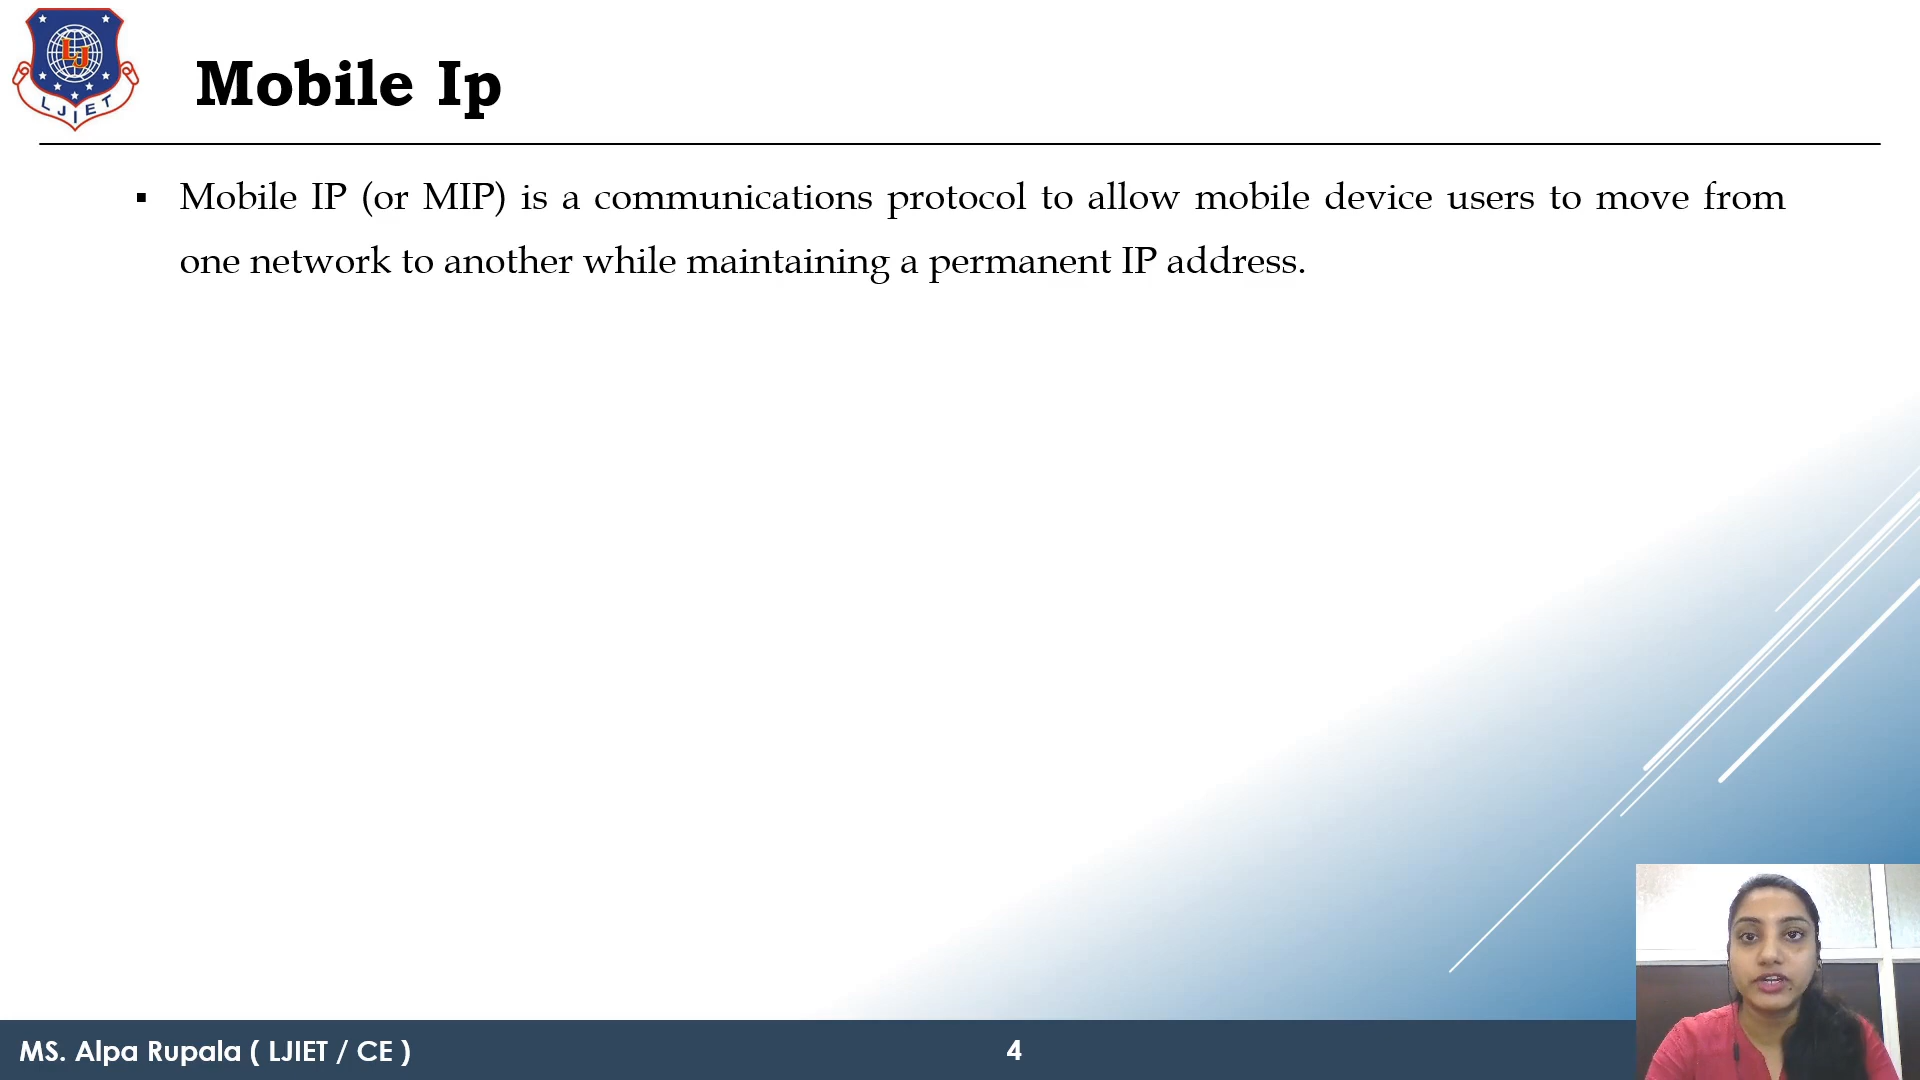 LJ
LJIET
Mobile Ip
▪ Mobile IP (or MIP) is a communications protocol to allow mobile device users to move from
one network to another while maintaining a permanent IP address.
MS. Alpa Rupala ( LJIET / CE )
4